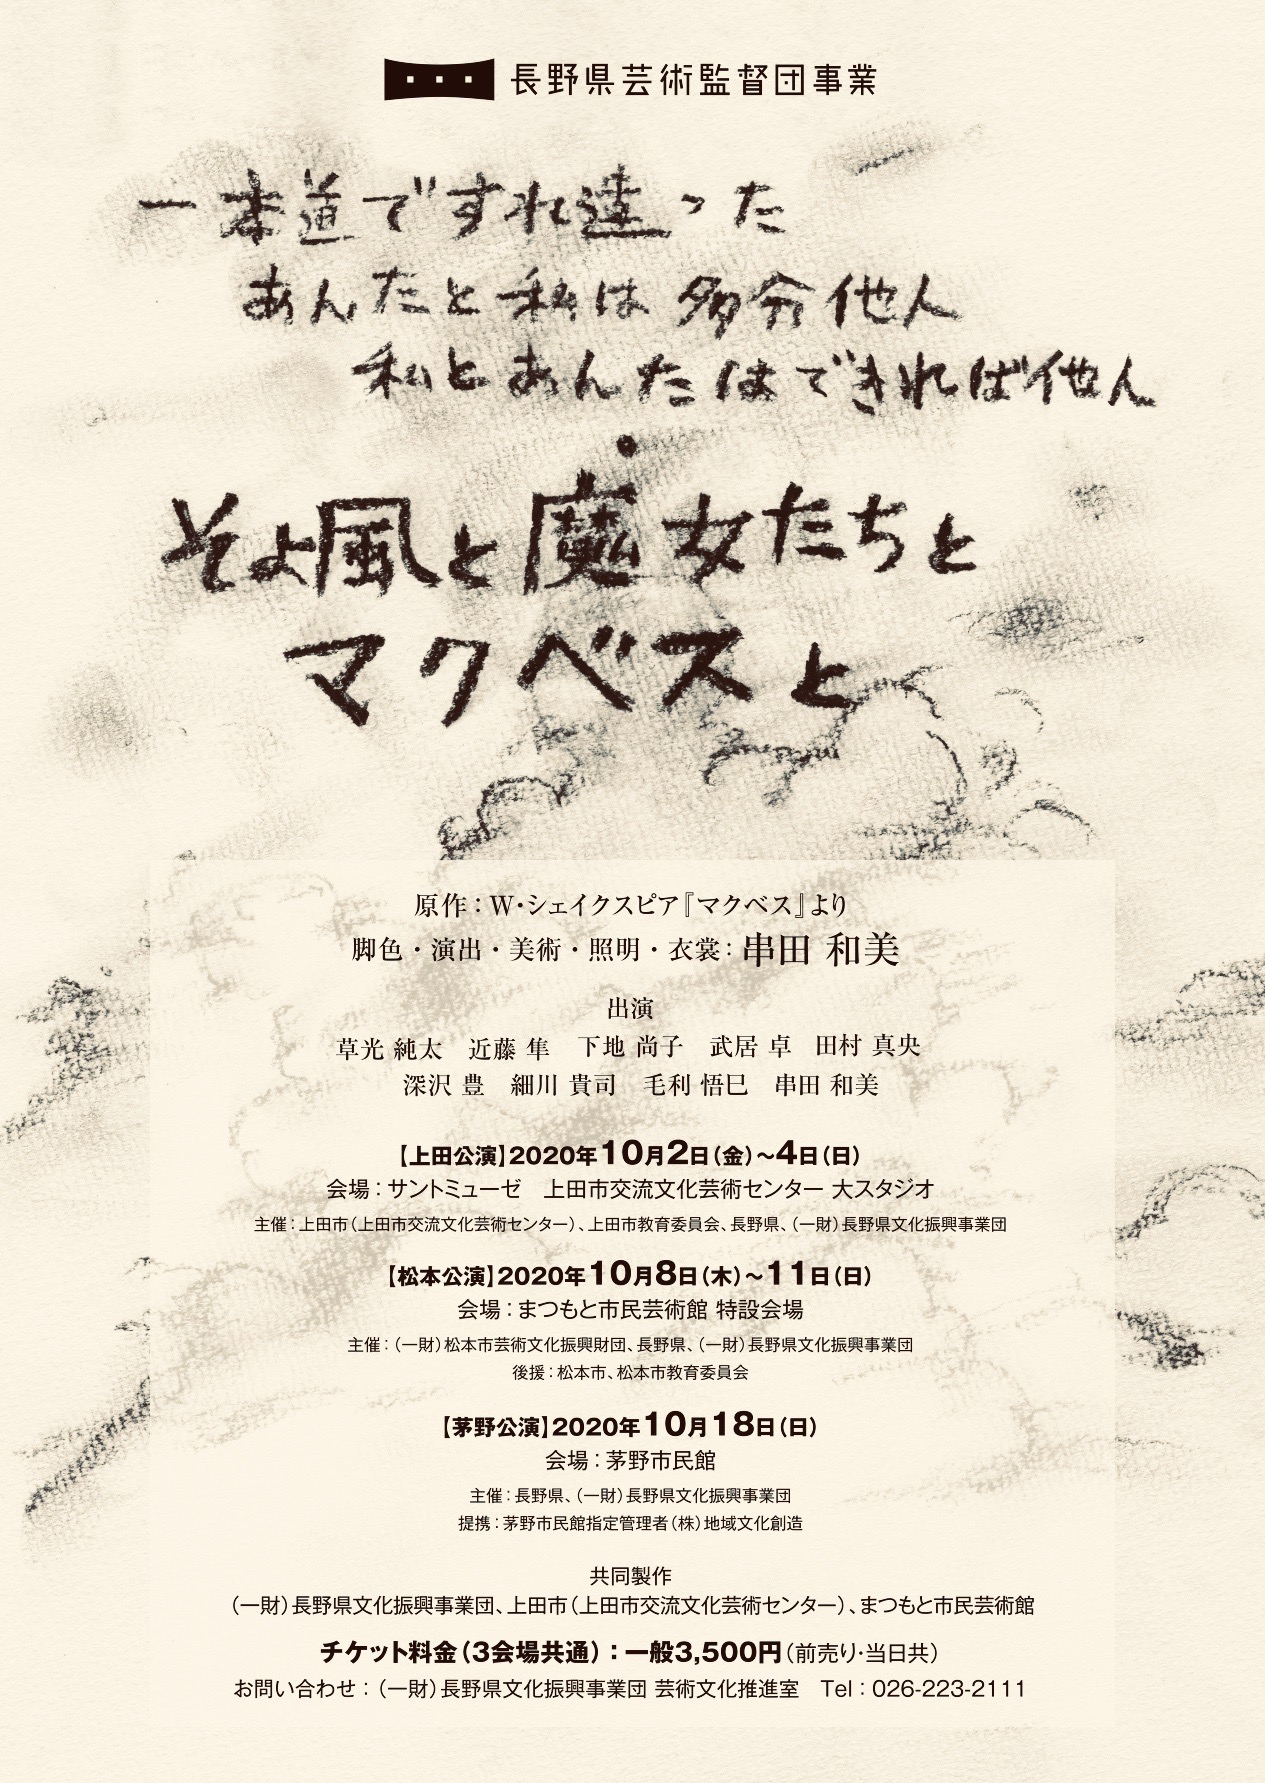 長野県芸術監督団事業
一本道ですれ違った
あんたと私は多分他人
私とあんたはできれば他人
そよ風と魔女たちと
マクベスと
原作：W・シェイクスピア『マクベス』より
脚色・演出・美術・照明・衣裳：串田 和美
出演
草光 純太　近藤 隼　下地 尚子　武居 卓　田村 真央
深沢 豊　細川 貴司　毛利 悟巳　串田 和美
【上田公演】2020年10月2日（金）～4日（日）
会場：サントミューゼ　上田市交流文化芸術センター 大スタジオ
主催：上田市（上田市交流文化芸術センター）、上田市教育委員会、長野県、（一財）長野県文化振興事業団
【松本公演】2020年10月8日（木）～11日（日）
会場：まつもと市民芸術館 特設会場
主催：（一財）松本市芸術文化振興財団、長野県、（一財）長野県文化振興事業団
後援：松本市、松本市教育委員会
【茅野公演】2020年10月18日（日）
会場：茅野市民館
主催：長野県、（一財）長野県文化振興事業団
提携：茅野市民館指定管理者（株）地域文化創造
共同製作
（一財）長野県文化振興事業団、上田市（上田市交流文化芸術センター）、まつもと市民芸術館
チケット料金（3会場共通）：一般3,500円（前売り・当日共）
お問い合わせ：（一財）長野県文化振興事業団 芸術文化推進室　Tel：026-223-2111